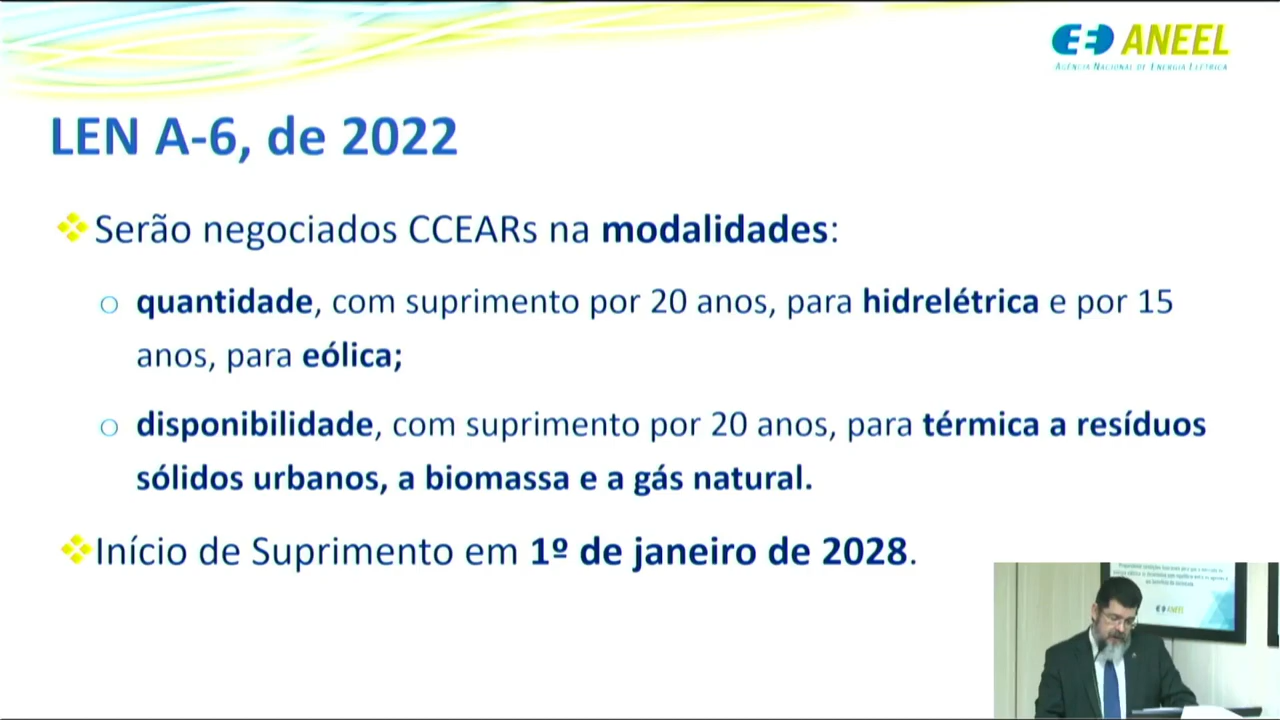 ANEEL
AGÊNCIA NACIONAL DE ENERGIA ELÉTRICA
LEN A-6, de 2022
Serão negociados CCEARs na modalidades:
quantidade, com suprimento por 20 anos, para hidrelétrica e por 15
anos, para eólica;
disponibilidade, com suprimento por 20 anos, para térmica a resíduos
sólidos urbanos, a biomassa e a gás natural.
Início de Suprimento em 1º de janeiro de 2028.
ANEEL